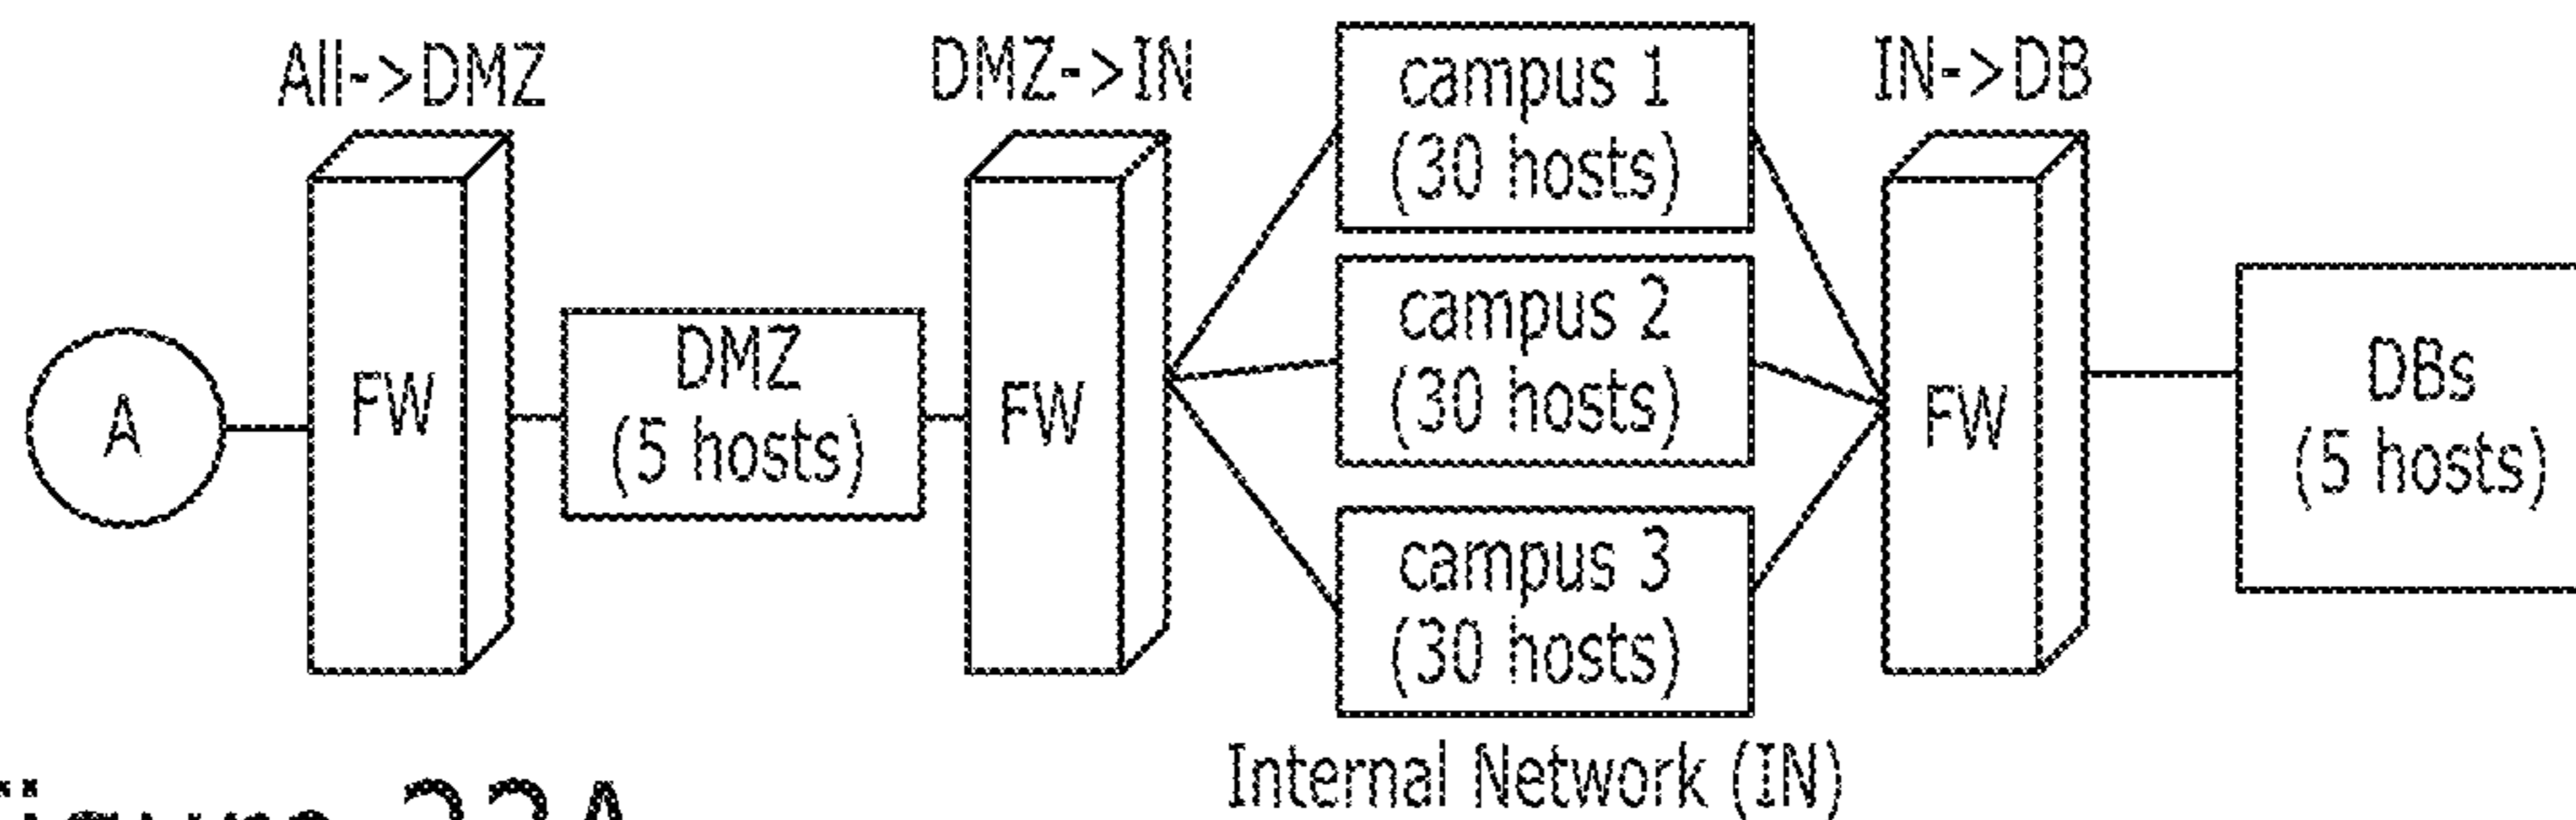 All->DMZ
DMZ->IN
IN->DB
A
FW
DMZ
(5 hosts)
FW
campus 1
(30 hosts)
campus 2
(30 hosts)
campus 3
(30 hosts)
Internal Network (IN)
FW
DBs
(5 hosts)